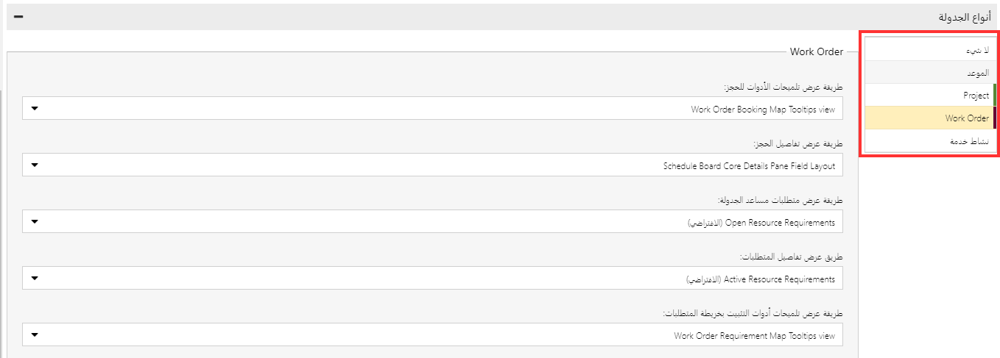 أنواع الجدولة
لا شيء
الموعد
Project
Work Order
نشاط خدمة
Work Order
طريقة عرض تلميحات الأدوات للحجز:
Work Order Booking Map Tooltips view
طريقة عرض تفاصيل الحجز:
Schedule Board Core Details Pane Field Layout
طريقة عرض متطلبات مساعد الجدولة:
Open Resource Requirements (الافتراضي)
طريق عرض تفاصيل المتطلبات:
Active Resource Requirements (الافتراضي)
طريقة عرض تلميحات أدوات التثبيت بخريطة المتطلبات:
Work Order Requirement Map Tooltips view